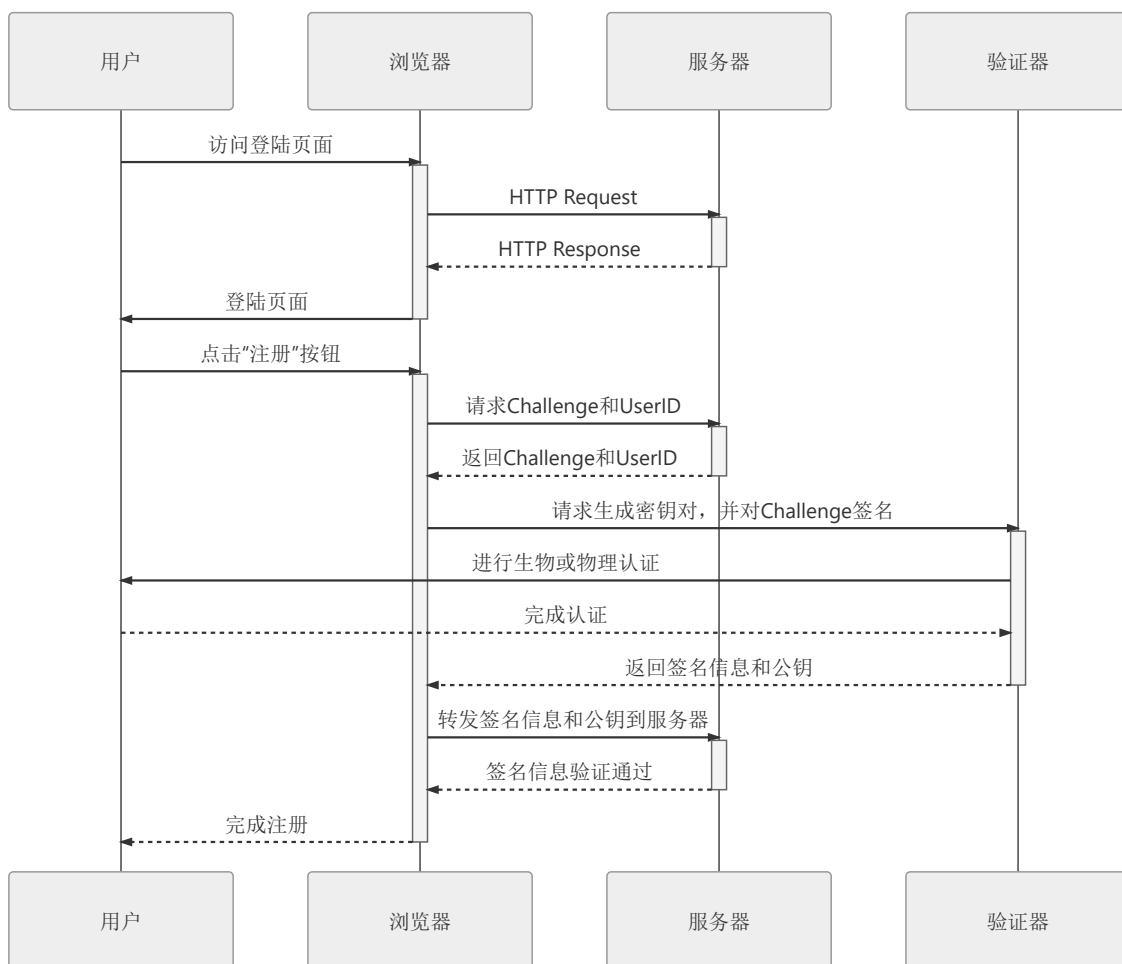 用户
浏览器
服务器
验证器
访问登陆页面
HTTP Request
HTTP Response
登陆页面
点击"注册"按钮
请求Challenge和UserID
返回Challenge和UserID
请求生成密钥对，并对Challenge签名
进行生物或物理认证
完成认证
返回签名信息和公钥
转发签名信息和公钥到服务器
签名信息验证通过
完成注册
用户
浏览器
服务器
验证器